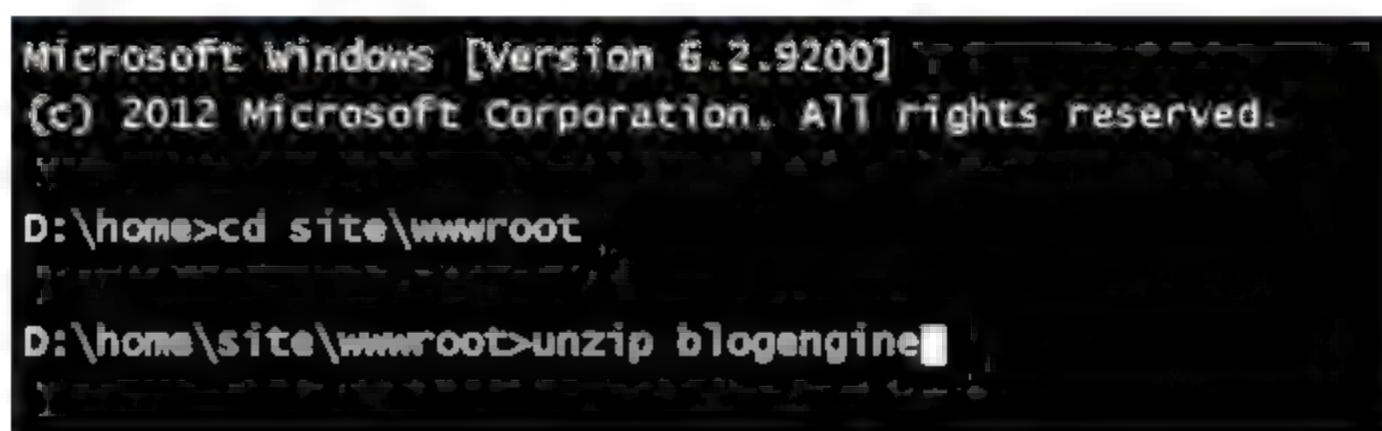 Microsoft Windows [Version 6.2.9200]
(c) 2012 Microsoft Corporation. All rights reserved.
D:\home>cd site\wwwroot
D:\home\site\wwwroot>unzip blogengine